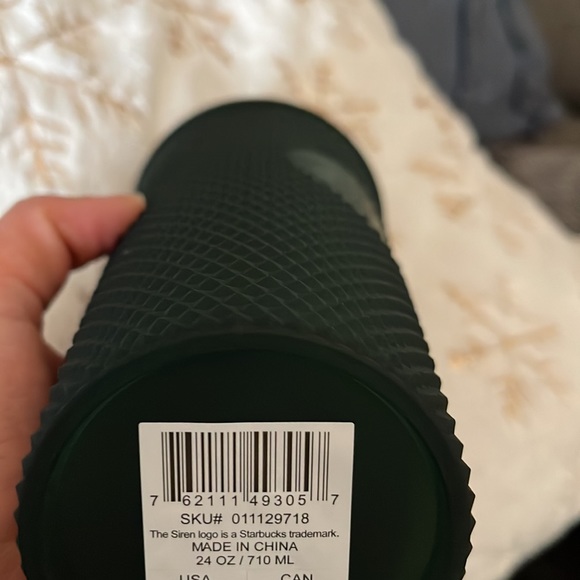 7 62111 49305 7
SKU# 011129718
The Siren logo is a Starbucks trademark.
MADE IN CHINA
24 OZ / 710 ML
USA CAN